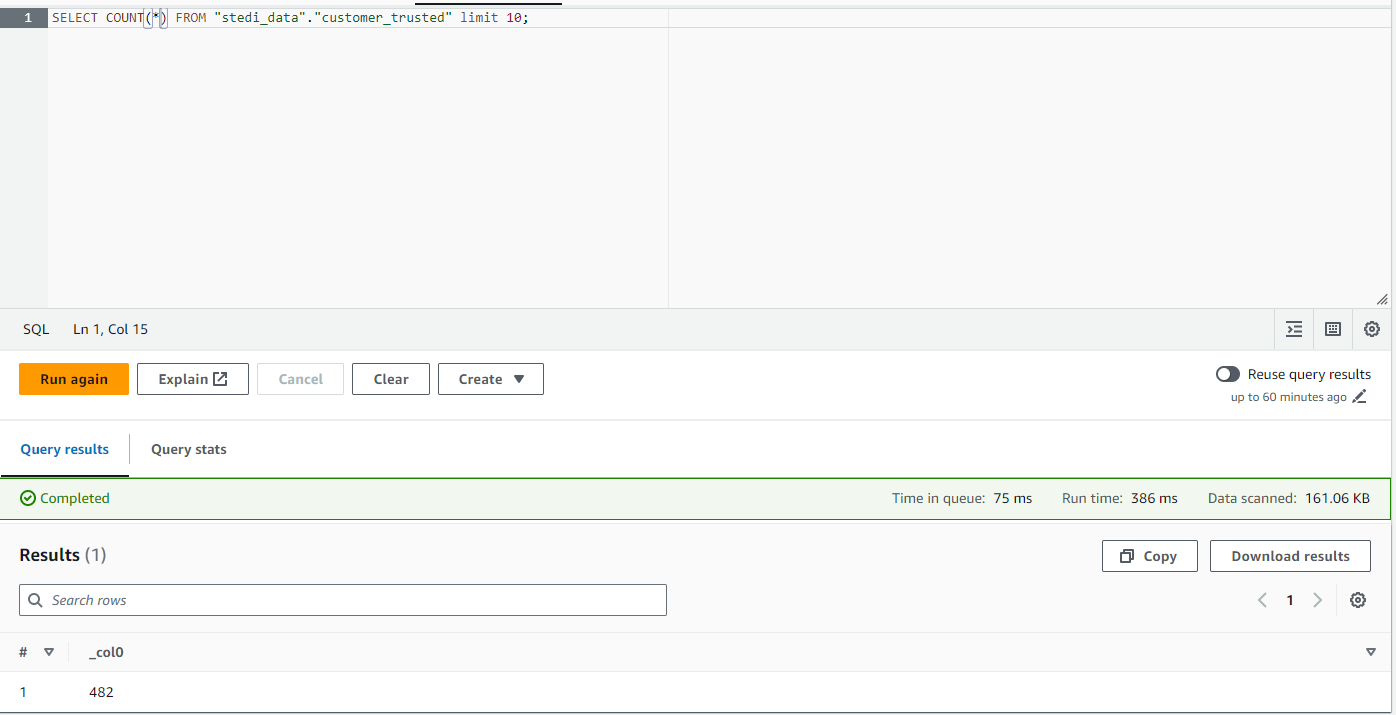 1 SELECT COUNT(*) FROM "stedi_data"."customer_trusted" limit 10;
SQL Ln 1, Col 15
Run again Explain Cancel Clear Create Reuse query results
up to 60 minutes ago
Query results Query stats
Completed Time in queue: 75 ms Run time: 386 ms Data scanned: 161.06 KB
Results (1) Copy Download results
Search rows 1
# _col0
1 482